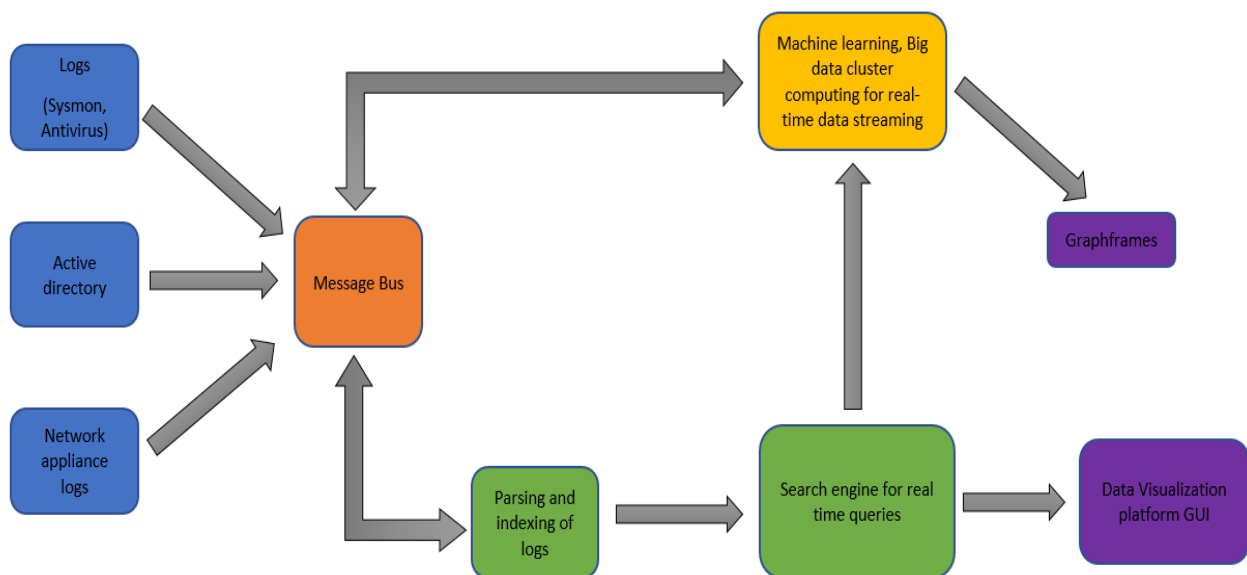 Logs
(Sysmon,
Antivirus)
Machine learning, Big
data cluster
computing for real-
time data streaming
Active
directory
Message Bus
Graphframes
Network
appliance
logs
Parsing and
indexing of
logs
Search engine for real
time queries
Data Visualization
platform GUI